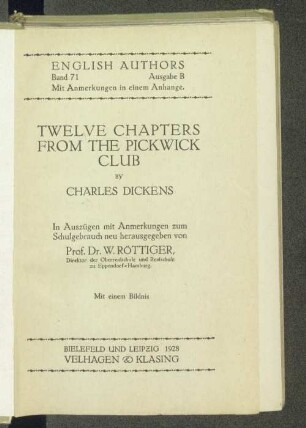 ENGLISH AUTHORS
Band 71 Ausgabe B
Mit Anmerkungen in einem Anhange.
TWELVE CHAPTERS
FROM THE PICKWICK
CLUB
BY
CHARLES DICKENS
In Auszügen mit Anmerkungen zum
Schulgebrauch neu herausgegeben von
Prof. Dr. W. RÖTTIGER,
Direktor der Oberrealschule und Realschule
zu Eppendorf-Hamburg.
Mit einem Bildnis
BIELEFELD UND LEIPZIG 1928
VELHAGEN & KLASING